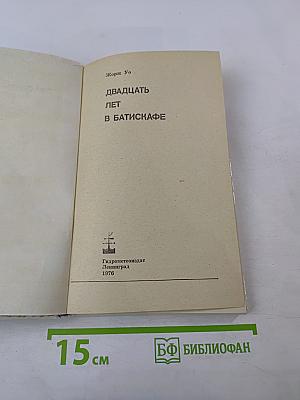 Жорж Уо
ДВАДЦАТЬ
ЛЕТ
В БАТИСКАФЕ
Гидрометеоиздат
Ленинград
1976
15 см
БФ БИБЛИОФАН